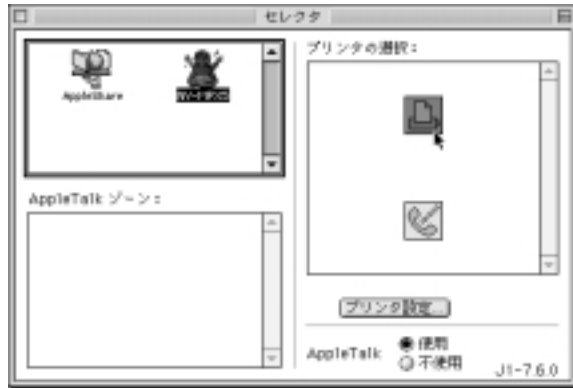 セレクタ
AppleShare
プリンタの選択:
AppleTalk ゾーン:
プリンタ設定...
AppleTalk
使用
不使用
J1-7.6.0